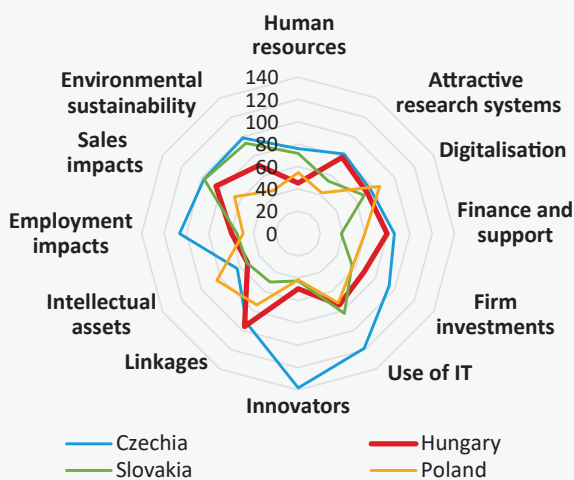 Human
resources
140
120
100
80
60
40
20
0
Attractive
research systems
Digitalisation
Finance and
support
Firm
investments
Use of IT
Innovators
Linkages
Intellectual
assets
Employment
impacts
Sales
impacts
Environmental
sustainability
Czechia
Hungary
Slovakia
Poland